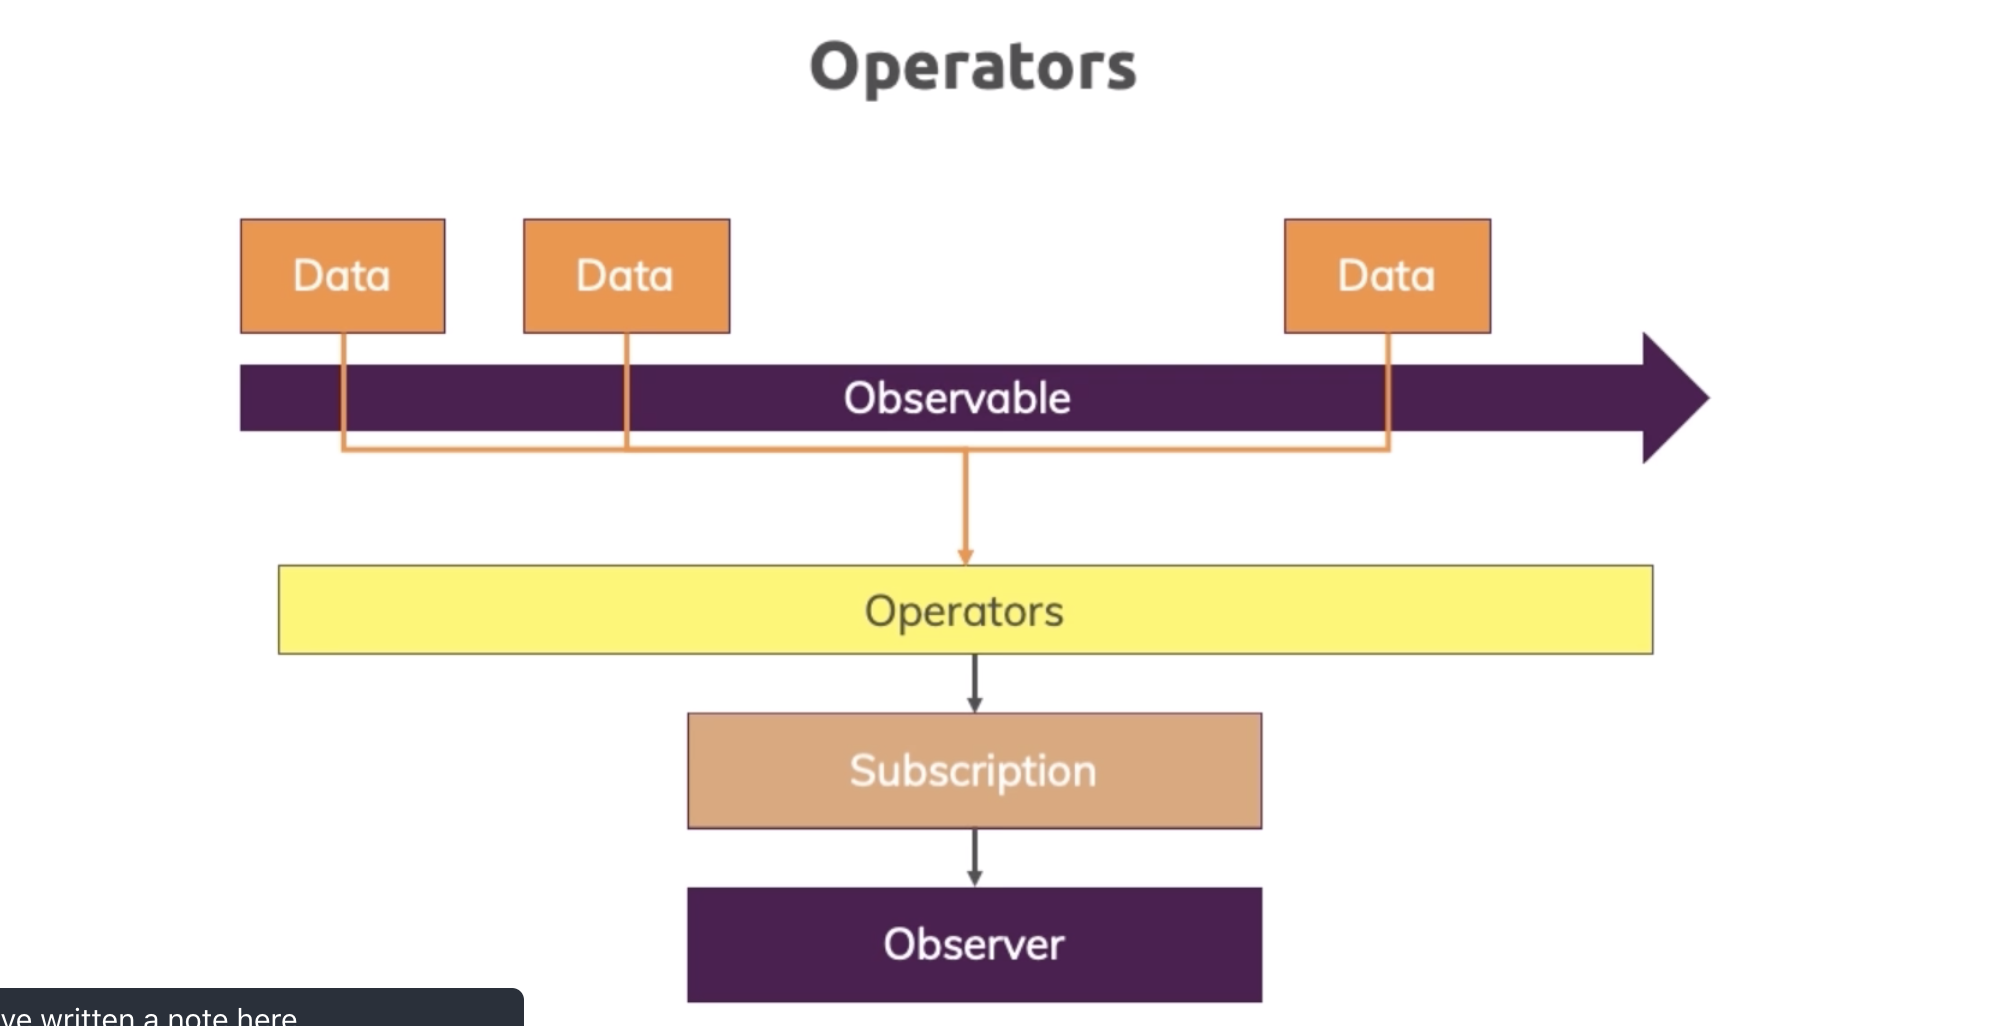 Operators
Data
Data
Data
Observable
Operators
Subscription
Observer
ve written a note here